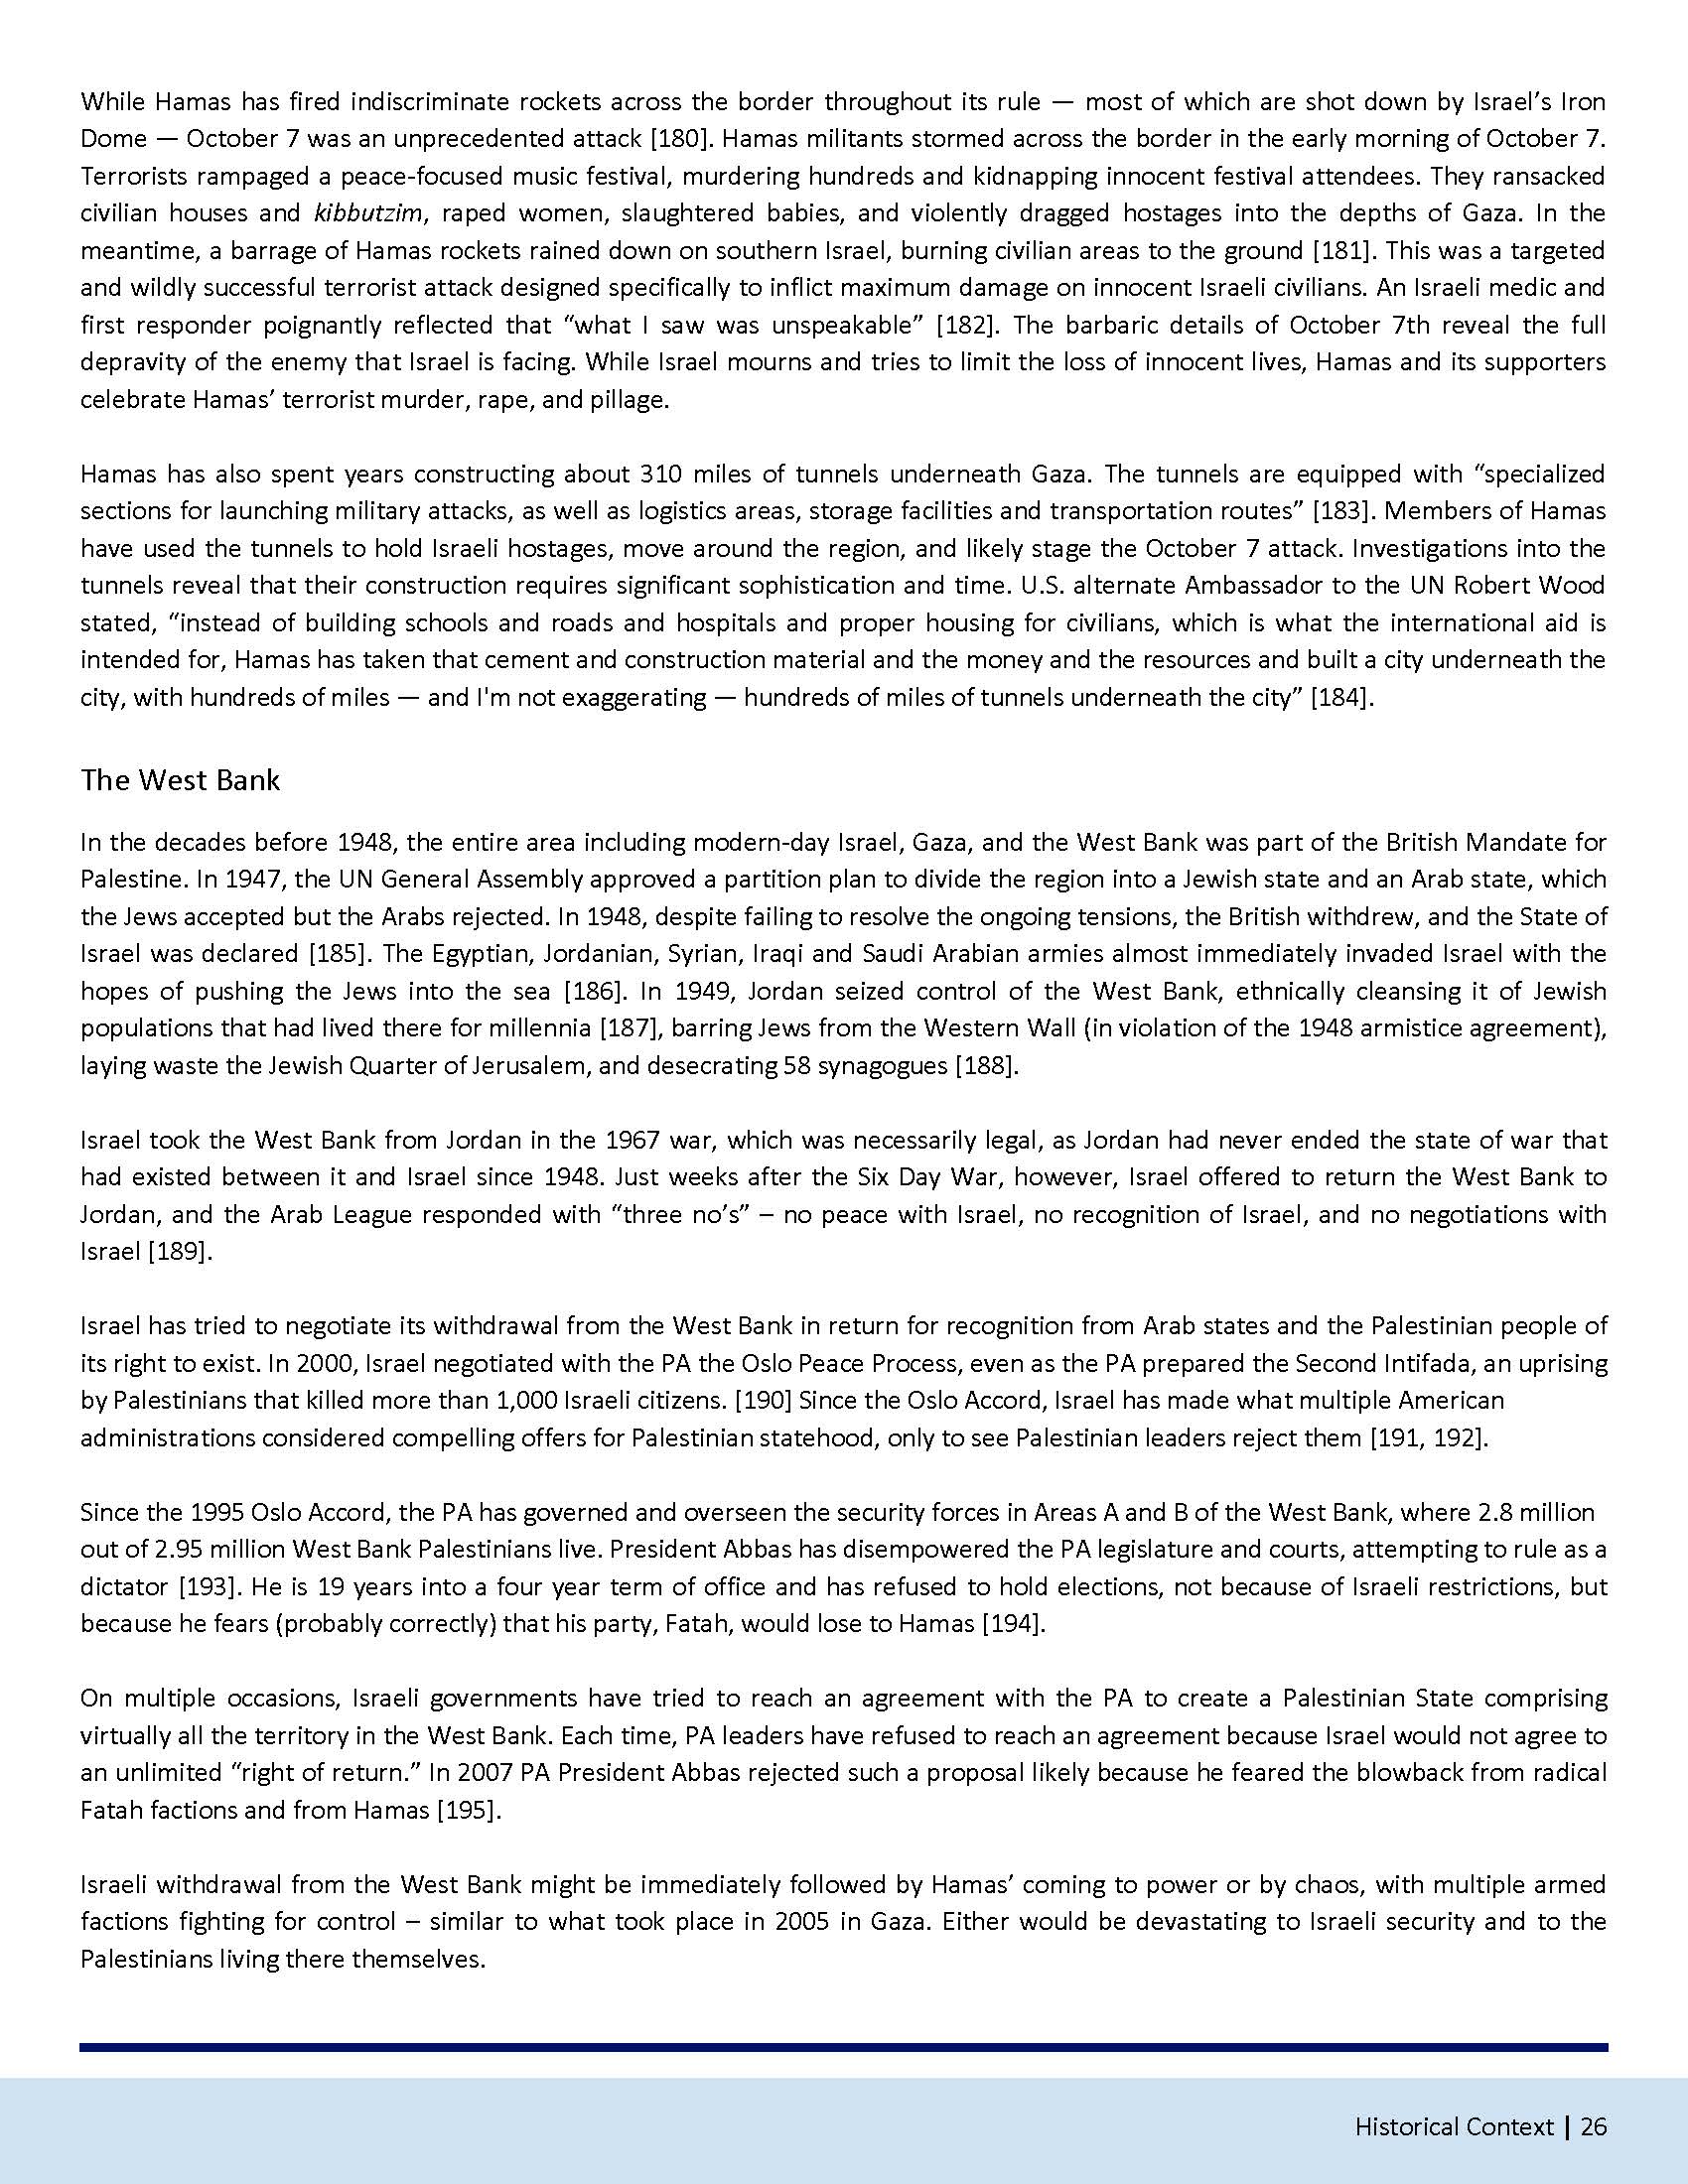 While Hamas has fired indiscriminate rockets across the border throughout its rule — most of which are shot down by Israel’s Iron
Dome — October 7 was an unprecedented attack [180]. Hamas militants stormed across the border in the early morning of October 7.
Terrorists rampaged a peace-focused music festival, murdering hundreds and kidnapping innocent festival attendees. They ransacked
civilian houses and kibbutzim, raped women, slaughtered babies, and violently dragged hostages into the depths of Gaza. In the
meantime, a barrage of Hamas rockets rained down on southern Israel, burning civilian areas to the ground [181]. This was a targeted
and wildly successful terrorist attack designed specifically to inflict maximum damage on innocent Israeli civilians. An Israeli medic and
first responder poignantly reflected that “what I saw was unspeakable” [182]. The barbaric details of October 7th reveal the full
depravity of the enemy that Israel is facing. While Israel mourns and tries to limit the loss of innocent lives, Hamas and its supporters
celebrate Hamas’ terrorist murder, rape, and pillage.
Hamas has also spent years constructing about 310 miles of tunnels underneath Gaza. The tunnels are equipped with “specialized
sections for launching military attacks, as well as logistics areas, storage facilities and transportation routes” [183]. Members of Hamas
have used the tunnels to hold Israeli hostages, move around the region, and likely stage the October 7 attack. Investigations into the
tunnels reveal that their construction requires significant sophistication and time. U.S. alternate Ambassador to the UN Robert Wood
stated, “instead of building schools and roads and hospitals and proper housing for civilians, which is what the international aid is
intended for, Hamas has taken that cement and construction material and the money and the resources and built a city underneath the
city, with hundreds of miles — and I'm not exaggerating — hundreds of miles of tunnels underneath the city” [184].
The West Bank
In the decades before 1948, the entire area including modern-day Israel, Gaza, and the West Bank was part of the British Mandate for
Palestine. In 1947, the UN General Assembly approved a partition plan to divide the region into a Jewish state and an Arab state, which
the Jews accepted but the Arabs rejected. In 1948, despite failing to resolve the ongoing tensions, the British withdrew, and the State of
Israel was declared [185]. The Egyptian, Jordanian, Syrian, Iraqi and Saudi Arabian armies almost immediately invaded Israel with the
hopes of pushing the Jews into the sea [186]. In 1949, Jordan seized control of the West Bank, ethnically cleansing it of Jewish
populations that had lived there for millennia [187], barring Jews from the Western Wall (in violation of the 1948 armistice agreement),
laying waste the Jewish Quarter of Jerusalem, and desecrating 58 synagogues [188].
Israel took the West Bank from Jordan in the 1967 war, which was necessarily legal, as Jordan had never ended the state of war that
had existed between it and Israel since 1948. Just weeks after the Six Day War, however, Israel offered to return the West Bank to
Jordan, and the Arab League responded with “three no’s” – no peace with Israel, no recognition of Israel, and no negotiations with
Israel [189].
Israel has tried to negotiate its withdrawal from the West Bank in return for recognition from Arab states and the Palestinian people of
its right to exist. In 2000, Israel negotiated with the PA the Oslo Peace Process, even as the PA prepared the Second Intifada, an uprising
by Palestinians that killed more than 1,000 Israeli citizens. [190] Since the Oslo Accord, Israel has made what multiple American
administrations considered compelling offers for Palestinian statehood, only to see Palestinian leaders reject them [191, 192].
Since the 1995 Oslo Accord, the PA has governed and overseen the security forces in Areas A and B of the West Bank, where 2.8 million
out of 2.95 million West Bank Palestinians live. President Abbas has disempowered the PA legislature and courts, attempting to rule as a
dictator [193]. He is 19 years into a four year term of office and has refused to hold elections, not because of Israeli restrictions, but
because he fears (probably correctly) that his party, Fatah, would lose to Hamas [194].
On multiple occasions, Israeli governments have tried to reach an agreement with the PA to create a Palestinian State comprising
virtually all the territory in the West Bank. Each time, PA leaders have refused to reach an agreement because Israel would not agree to
an unlimited “right of return.” In 2007 PA President Abbas rejected such a proposal likely because he feared the blowback from radical
Fatah factions and from Hamas [195].
Israeli withdrawal from the West Bank might be immediately followed by Hamas’ coming to power or by chaos, with multiple armed
factions fighting for control – similar to what took place in 2005 in Gaza. Either would be devastating to Israeli security and to the
Palestinians living there themselves.
Historical Context | 26